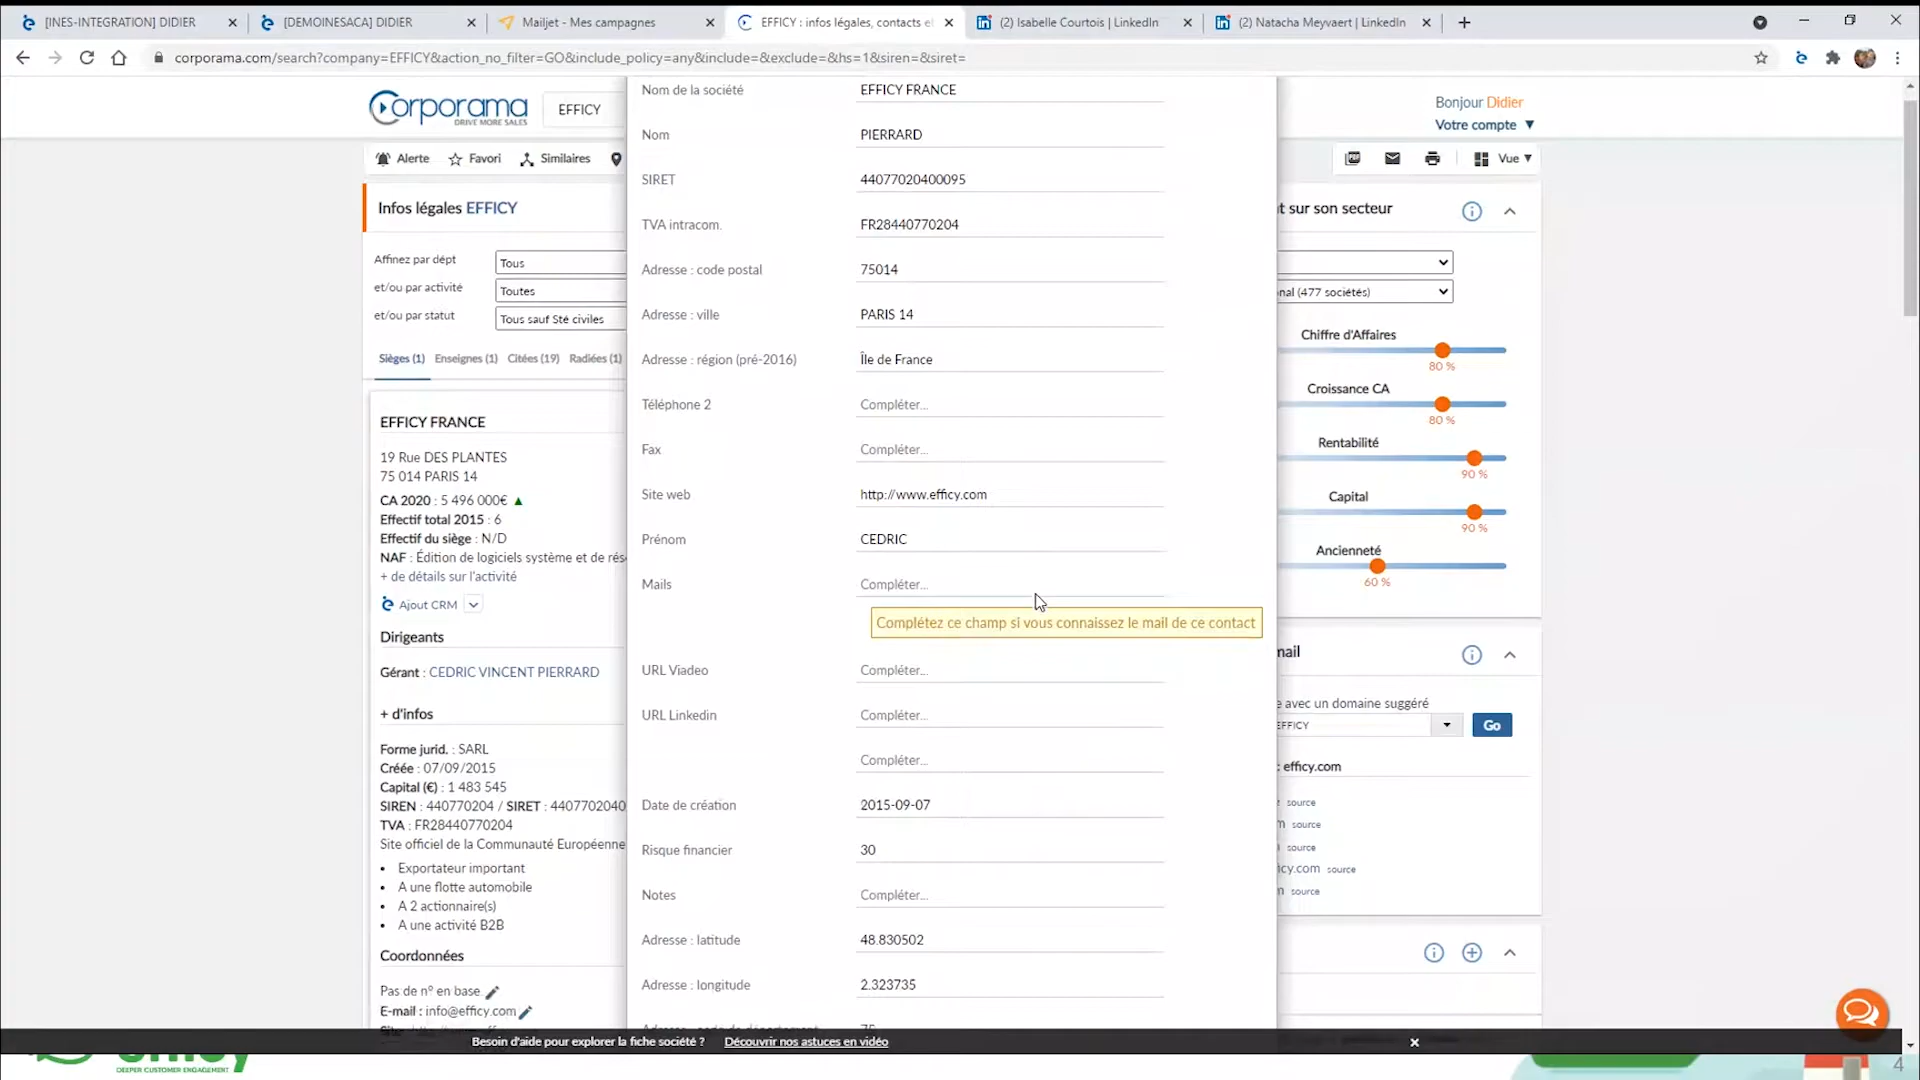 [INES-INTEGRATION] DIDIER
[DEMOINESACA] DIDIER
Mailjet - Mes campagnes
EFFICY : infos légales, contacts et
(2) Isabelle Courtois | LinkedIn
(2) Natacha Meyvaert | LinkedIn
corporama.com/search?company=EFFICY&action_no_filter=GO&include_policy=any&include=&exclude=&hs=1&siren=&siret=
Corporama
DRIVE MORE SALES
EFFICY
Bonjour Didier
Votre compte ▼
Alerte
Favori
Similaires
Vue ▼
Infos légales EFFICY
Affinez par dépt
Tous
et/ou par activité
Toutes
et/ou par statut
Tous sauf Sté civiles
Sièges (1)
Enseignes (1)
Citées (19)
Radiées (1)
EFFICY FRANCE
19 Rue DES PLANTES
75 014 PARIS 14
CA 2020 : 5 496 000€ ▲
Effectif total 2015 : 6
Effectif du siège : N/D
NAF : Édition de logiciels système et de rés
+ de détails sur l'activité
Ajout CRM
Dirigeants
Gérant : CEDRIC VINCENT PIERRARD
+ d'infos
Forme jurid. : SARL
Créée : 07/09/2015
Capital (€) : 1 483 545
SIREN : 440770204 / SIRET : 4407702040
TVA : FR28440770204
Site officiel de la Communauté Européenne
• Exportateur important
• A une flotte automobile
• A 2 actionnaire(s)
• A une activité B2B
Coordonnées
Pas de n° en base
E-mail : info@efficy.com
Nom de la société
EFFICY FRANCE
Nom
PIERRARD
SIRET
44077020400095
TVA intracom.
FR28440770204
Adresse : code postal
75014
Adresse : ville
PARIS 14
Adresse : région (pré-2016)
Île de France
Téléphone 2
Compléter...
Fax
Compléter...
Site web
http://www.efficy.com
Prénom
CEDRIC
Mails
Compléter...
Complétez ce champ si vous connaissez le mail de ce contact
URL Viadeo
Compléter...
URL Linkedin
Compléter...
Compléter...
Date de création
2015-09-07
Risque financier
30
Notes
Compléter...
Adresse : latitude
48.830502
Adresse : longitude
2.323735
t sur son secteur
nal (477 sociétés)
Chiffre d'Affaires
80 %
Croissance CA
80 %
Rentabilité
90 %
Capital
90 %
Ancienneté
60 %
mail
e avec un domaine suggéré
EFFICY
Go
: efficy.com
source
m source
source
icy.com source
m source
Besoin d'aide pour explorer la fiche société ?
Découvrir nos astuces en vidéo
DEEPER CUSTOMER ENGAGEMENT
4